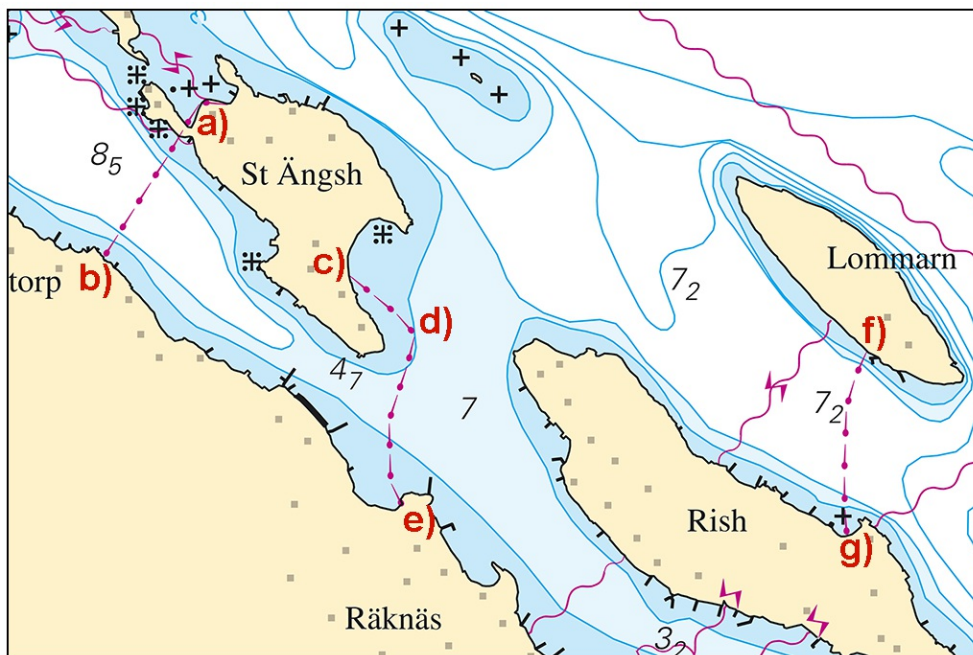 a)
8₅
St Ängsh
b)
torp
c)
7₂
Lommarn
d)
f)
4₇
7
7₂
e)
Rish
g)
Räknäs
3₂